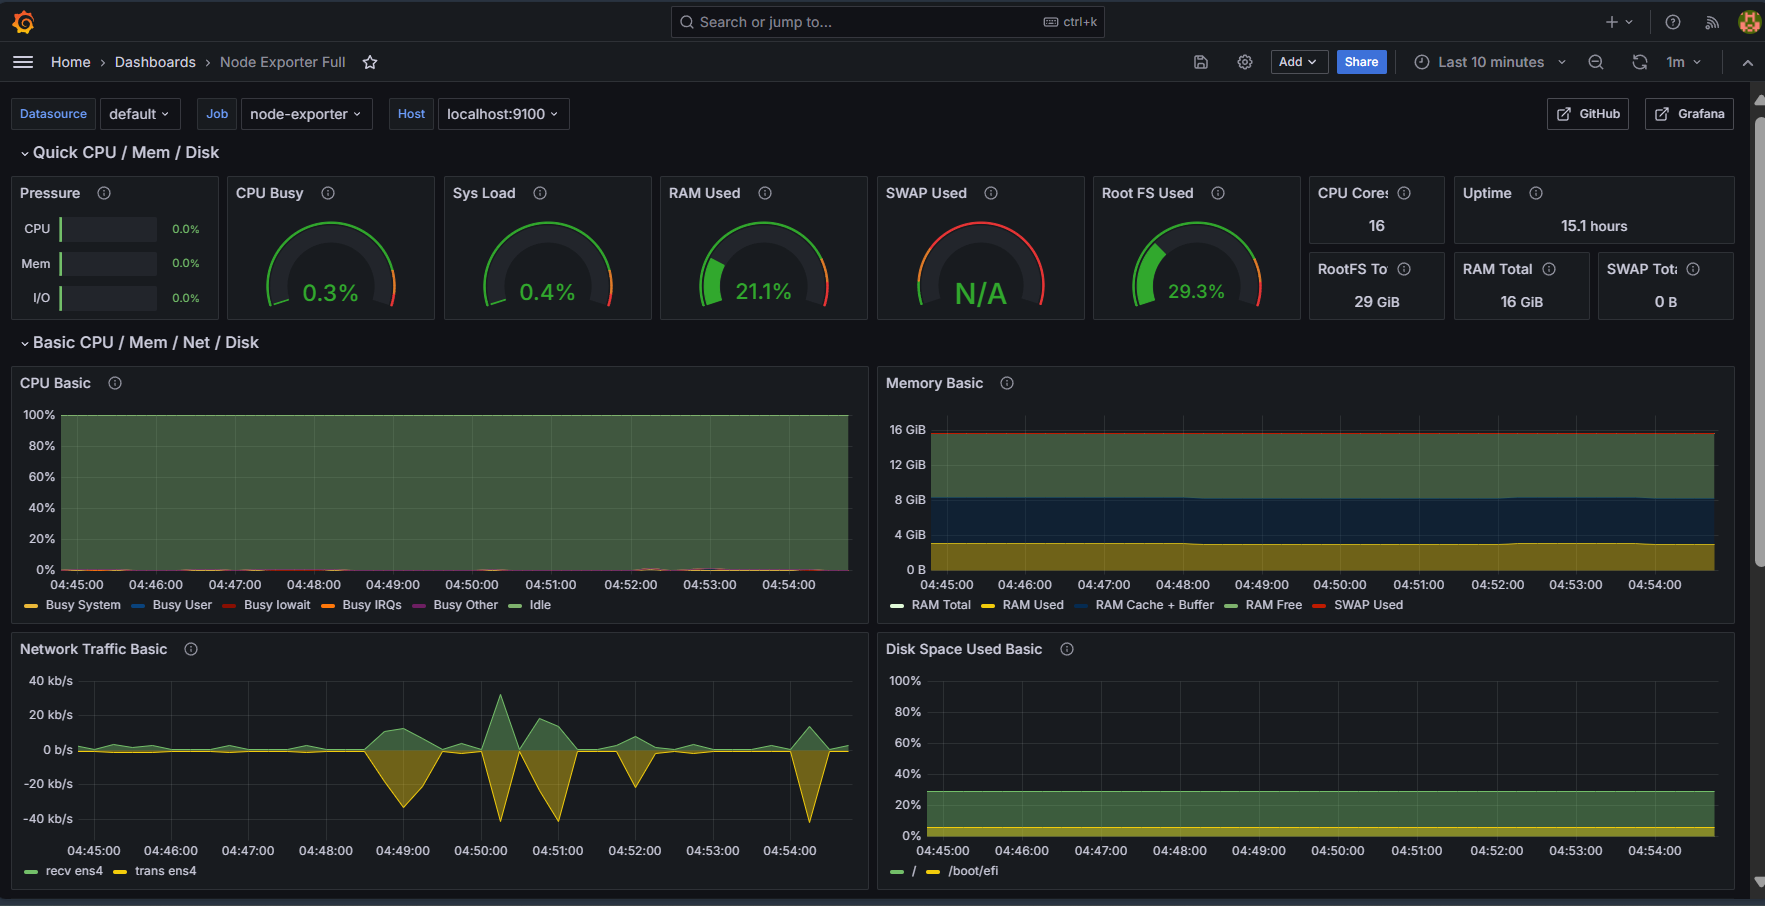 Search or jump to... ctrl+k
Home › Dashboards › Node Exporter Full Add Share Last 10 minutes 1m
Datasource default Job node-exporter Host localhost:9100 GitHub Grafana
Quick CPU / Mem / Disk
Pressure CPU Busy Sys Load RAM Used SWAP Used Root FS Used CPU Cores Uptime
CPU 0.0%
Mem 0.0%
I/O 0.0%
0.3%
0.4%
21.1%
N/A
29.3%
16
15.1 hours
RootFS To RAM Total SWAP Tota
29 GiB 16 GiB 0 B
Basic CPU / Mem / Net / Disk
CPU Basic
100%
80%
60%
40%
20%
0%
04:45:00 04:46:00 04:47:00 04:48:00 04:49:00 04:50:00 04:51:00 04:52:00 04:53:00 04:54:00
Busy System Busy User Busy Iowait Busy IRQs Busy Other Idle
Memory Basic
16 GiB
12 GiB
8 GiB
4 GiB
0 B
04:45:00 04:46:00 04:47:00 04:48:00 04:49:00 04:50:00 04:51:00 04:52:00 04:53:00 04:54:00
RAM Total RAM Used RAM Cache + Buffer RAM Free SWAP Used
Network Traffic Basic
40 kb/s
20 kb/s
0 b/s
-20 kb/s
-40 kb/s
04:45:00 04:46:00 04:47:00 04:48:00 04:49:00 04:50:00 04:51:00 04:52:00 04:53:00 04:54:00
recv ens4 trans ens4
Disk Space Used Basic
100%
80%
60%
40%
20%
0%
04:45:00 04:46:00 04:47:00 04:48:00 04:49:00 04:50:00 04:51:00 04:52:00 04:53:00 04:54:00
/ /boot/efi